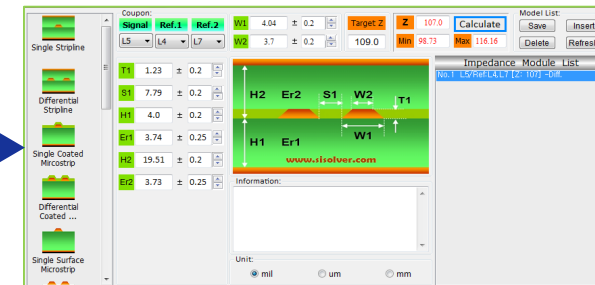 Coupon:
Signal Ref.1 Ref.2
L5 L4 L7
W1 4.04 ± 0.2
W2 3.7 ± 0.2
Target Z
109.0
Z 107.0 Calculate
Min 98.73 Max 116.16
Model List:
Save Insert
Delete Refres
Single Stripline
Differential
Stripline
Single Coated
Mircostrip
Differential
Coated ...
Single Surface
Microstrip
T1 1.23 ± 0.2
S1 7.79 ± 0.2
H1 4.0 ± 0.2
Er1 3.74 ± 0.25
H2 19.51 ± 0.2
Er2 3.73 ± 0.25
H2 Er2 S1 W2 T1
H1 Er1 W1
www.sisolver.com
Information:
Unit:
mil um mm
Impedance Module List
No.1 L5/Ref:L4,L7 [Z: 107] -Diff.